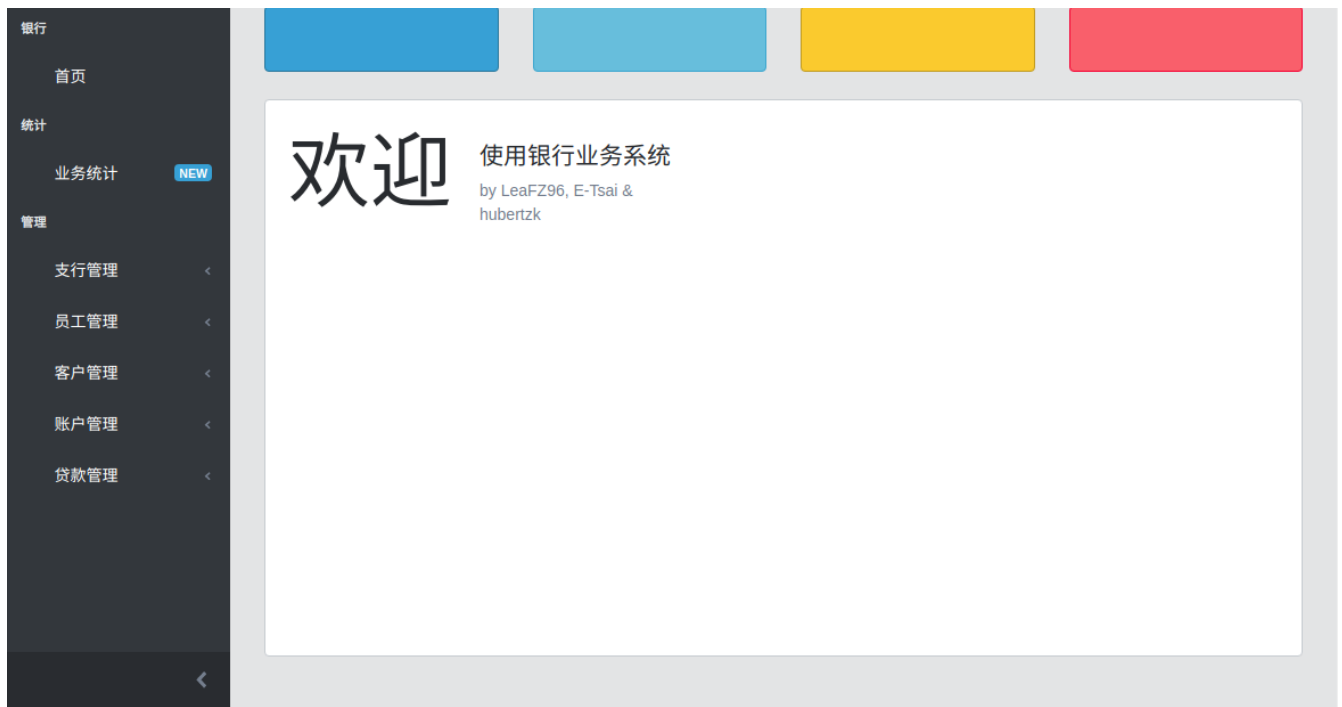 银行
首页
统计
业务统计 NEW
管理
支行管理
员工管理
客户管理
账户管理
贷款管理
欢迎
使用银行业务系统
by LeaFZ96, E-Tsai &
hubertzk